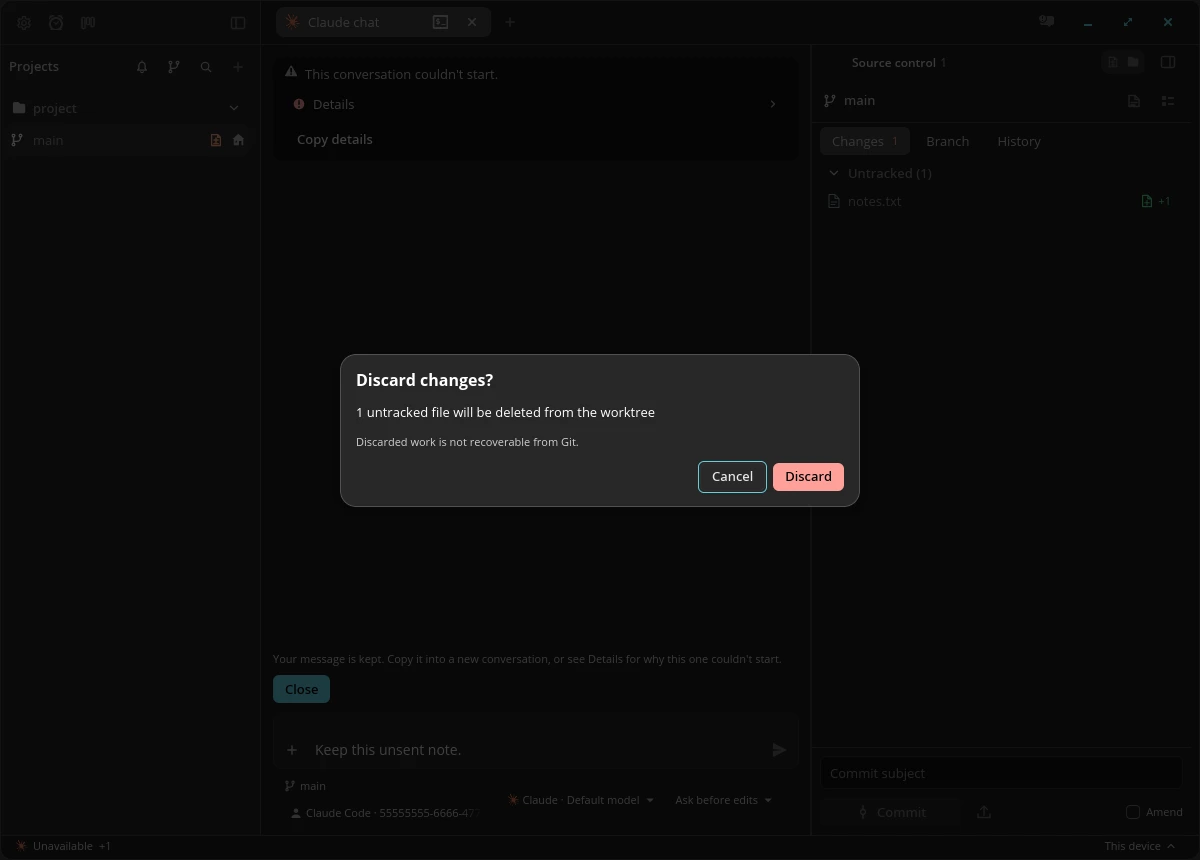 Claude chat
Projects
project
main
This conversation couldn't start.
Details
Copy details
Source control 1
main
Changes 1
Branch
History
Untracked (1)
notes.txt
+1
Discard changes?
1 untracked file will be deleted from the worktree
Discarded work is not recoverable from Git.
Cancel
Discard
Your message is kept. Copy it into a new conversation, or see Details for why this one couldn't start.
Close
Keep this unsent note.
main
Claude · Default model
Ask before edits
Claude Code · 55555555-6666-477
Commit subject
Commit
Amend
Unavailable +1
This device